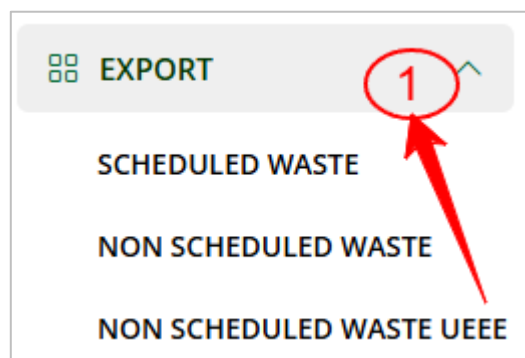 EXPORT 1
SCHEDULED WASTE
NON SCHEDULED WASTE
NON SCHEDULED WASTE UEEE